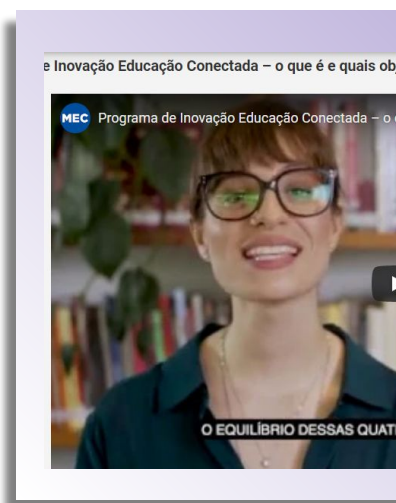 e Inovação Educação Conectada – o que é e quais obj
MEC Programa de Inovação Educação Conectada – o
O EQUILÍBRIO DESSAS QUAT